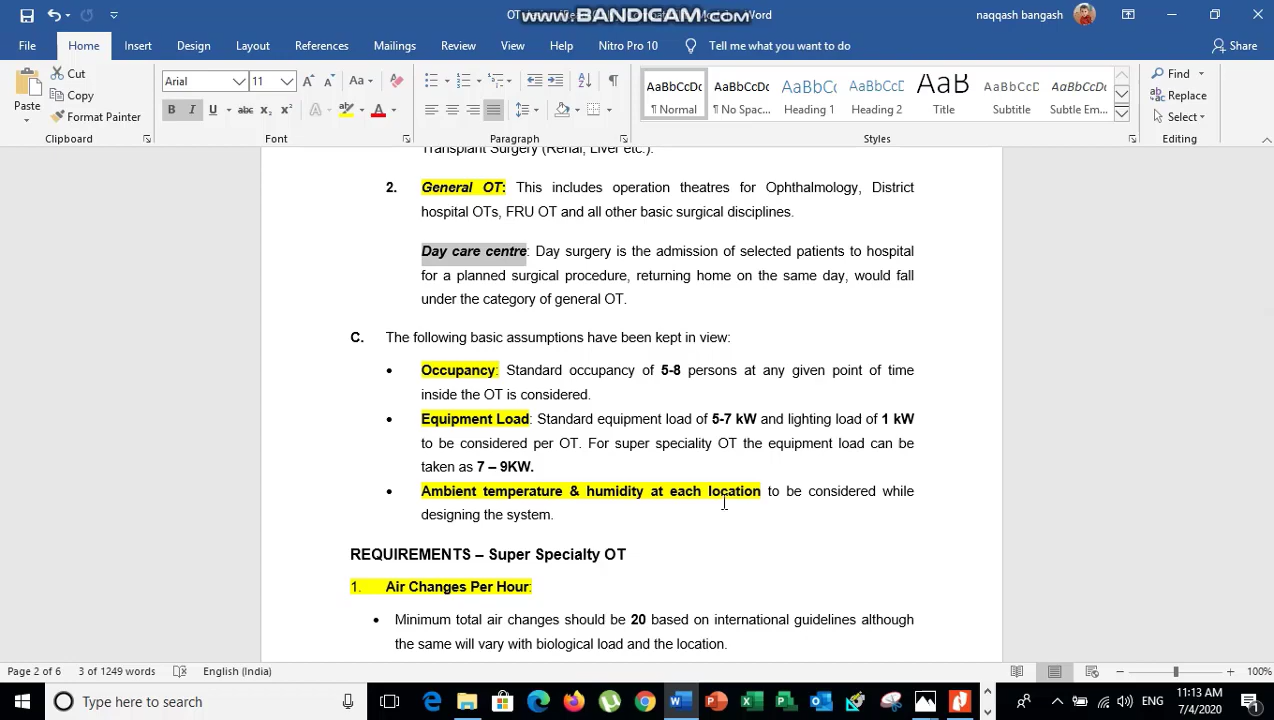 www.BANDICAM.com
OT
Word
naqqash bangash
File
Home
Insert
Design
Layout
References
Mailings
Review
View
Help
Nitro Pro 10
Tell me what you want to do
Share
Paste
Cut
Copy
Format Painter
Clipboard
Arial
11
Font
Paragraph
AaBbCcDc
¶ Normal
AaBbCcDc
¶ No Spac...
AaBbCc
Heading 1
AaBbCcD
Heading 2
AaB
Title
AaBbCcD
Subtitle
AaBbCcDc
Subtle Em...
Styles
Find
Replace
Select
Editing
Transplant Surgery (Renal, Liver etc.).
2. General OT: This includes operation theatres for Ophthalmology, District
hospital OTs, FRU OT and all other basic surgical disciplines.
Day care centre: Day surgery is the admission of selected patients to hospital
for a planned surgical procedure, returning home on the same day, would fall
under the category of general OT.
C. The following basic assumptions have been kept in view:
• Occupancy: Standard occupancy of 5-8 persons at any given point of time
inside the OT is considered.
• Equipment Load: Standard equipment load of 5-7 kW and lighting load of 1 kW
to be considered per OT. For super speciality OT the equipment load can be
taken as 7 – 9KW.
• Ambient temperature & humidity at each location to be considered while
designing the system.
REQUIREMENTS – Super Specialty OT
1. Air Changes Per Hour:
• Minimum total air changes should be 20 based on international guidelines although
the same will vary with biological load and the location.
Page 2 of 6
3 of 1249 words
English (India)
100%
Type here to search
ENG
11:13 AM
7/4/2020